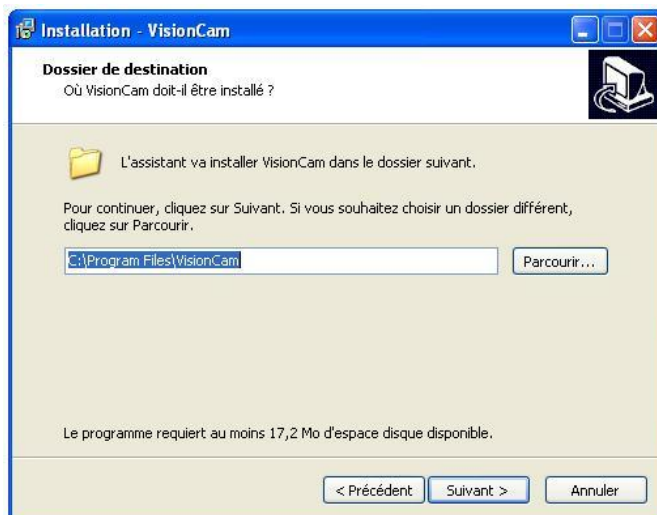 Installation - VisionCam
Dossier de destination
Où VisionCam doit-il être installé ?
L'assistant va installer VisionCam dans le dossier suivant.
Pour continuer, cliquez sur Suivant. Si vous souhaitez choisir un dossier différent,
cliquez sur Parcourir.
C:\Program Files\VisionCam
Parcourir...
Le programme requiert au moins 17,2 Mo d'espace disque disponible.
< Précédent
Suivant >
Annuler